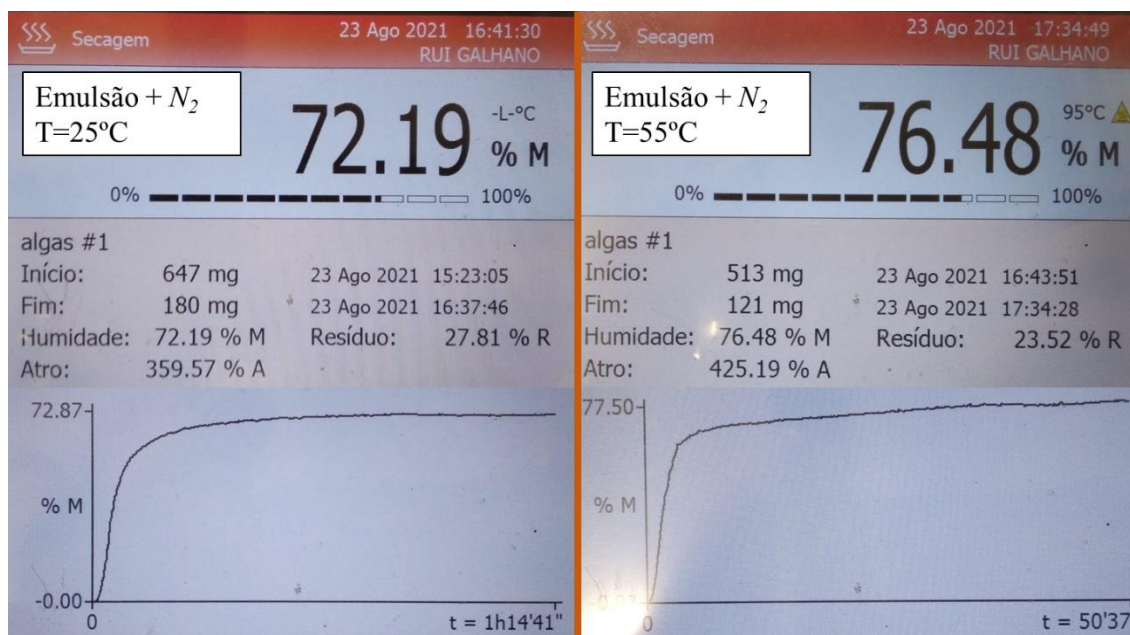 Secagem
23 Ago 2021 16:41:30
RUI GALHANO
Emulsão + N₂
T=25ºC
72.19
-L-°C
% M
0%
100%
algas #1
Início: 647 mg 23 Ago 2021 15:23:05
Fim: 180 mg 23 Ago 2021 16:37:46
Humidade: 72.19 % M Resíduo: 27.81 % R
Atro: 359.57 % A
72.87
% M
-0.00
0
t = 1h14'41"
Secagem
23 Ago 2021 17:34:49
RUI GALHANO
Emulsão + N₂
T=55ºC
76.48
95°C
% M
0%
100%
algas #1
Início: 513 mg 23 Ago 2021 16:43:51
Fim: 121 mg 23 Ago 2021 17:34:28
Humidade: 76.48 % M Resíduo: 23.52 % R
Atro: 425.19 % A
77.50
% M
0
t = 50'37